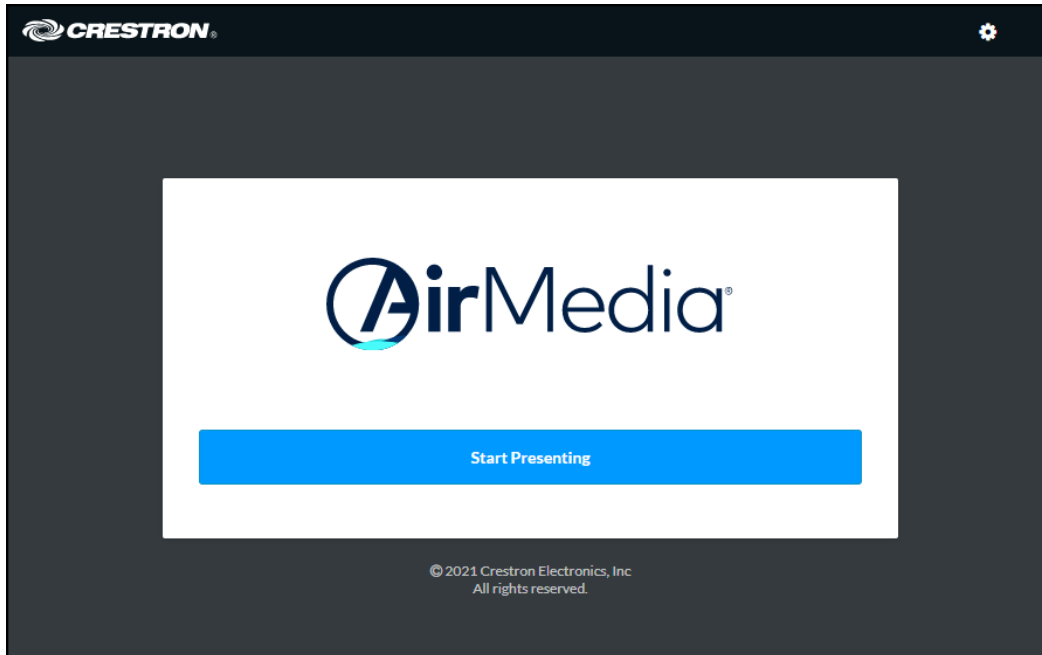 CRESTRON®
AirMedia®
Start Presenting
© 2021 Crestron Electronics, Inc
All rights reserved.